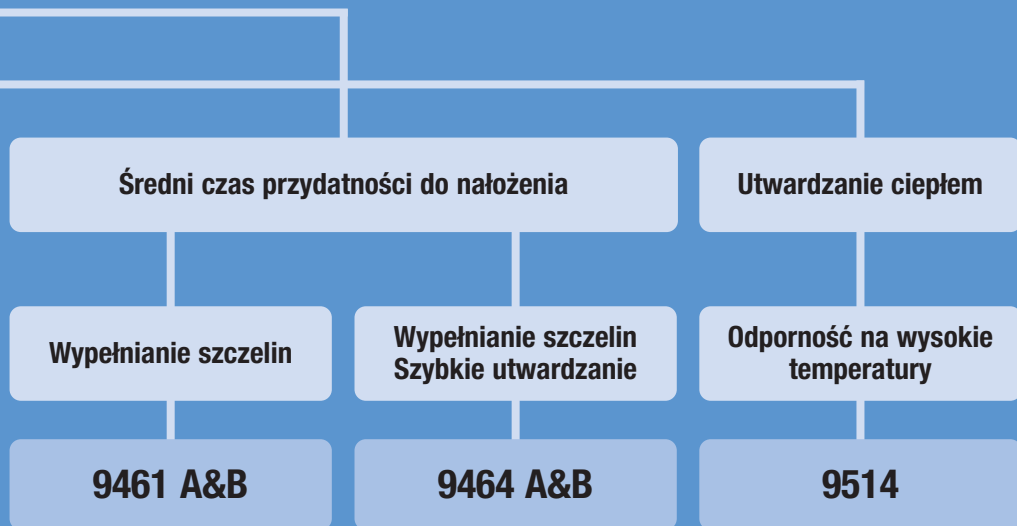 Średni czas przydatności do nałożenia
Utwardzanie ciepłem
Wypełnianie szczelin
Wypełnianie szczelin
Szybkie utwardzanie
Odporność na wysokie
temperatury
9461 A&B
9464 A&B
9514